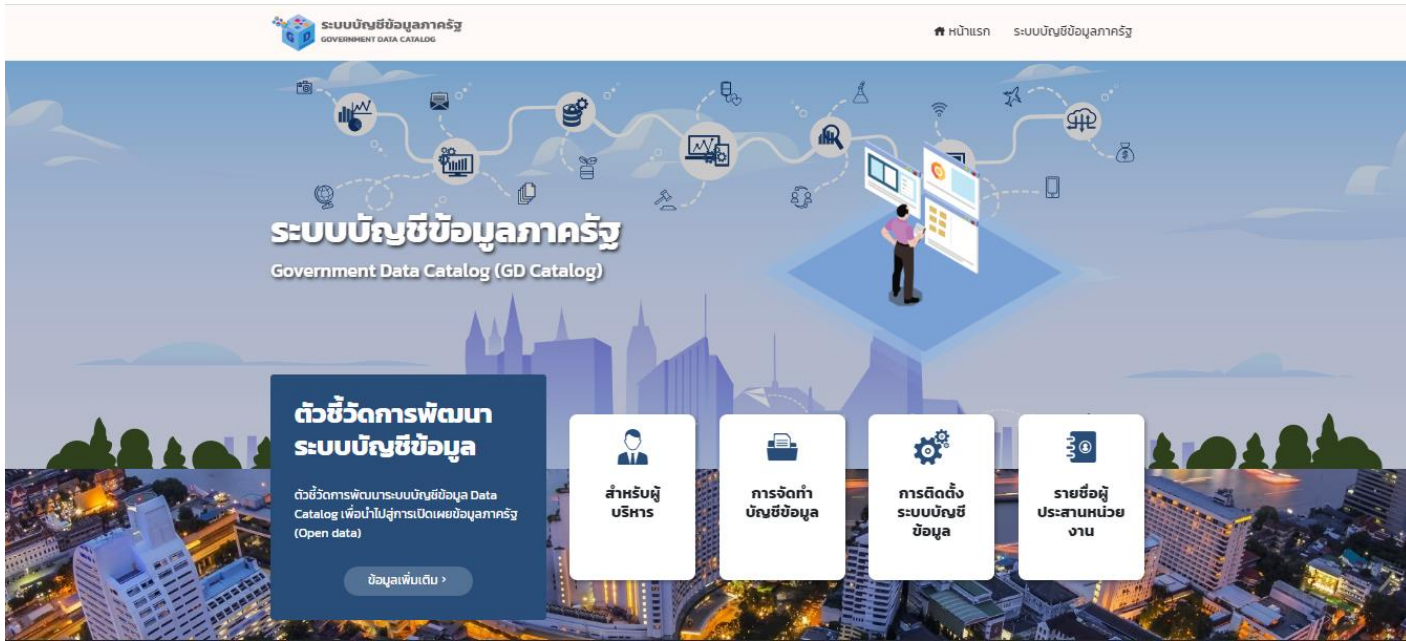 ระบบบัญชีข้อมูลภาครัฐ
GOVERNMENT DATA CATALOG
หน้าแรก
ระบบบัญชีข้อมูลภาครัฐ
ระบบบัญชีข้อมูลภาครัฐ
Government Data Catalog (GD Catalog)
ตัวชี้วัดการพัฒนา
ระบบบัญชีข้อมูล
ตัวชี้วัดการพัฒนาระบบบัญชีข้อมูล Data
Catalog เพื่อนำไปสู่การเปิดเผยข้อมูลภาครัฐ
(Open data)
ข้อมูลเพิ่มเติม ›
สำหรับผู้
บริหาร
การจัดทำ
บัญชีข้อมูล
การติดตั้ง
ระบบบัญชี
ข้อมูล
รายชื่อผู้
ประสานหน่วย
งาน